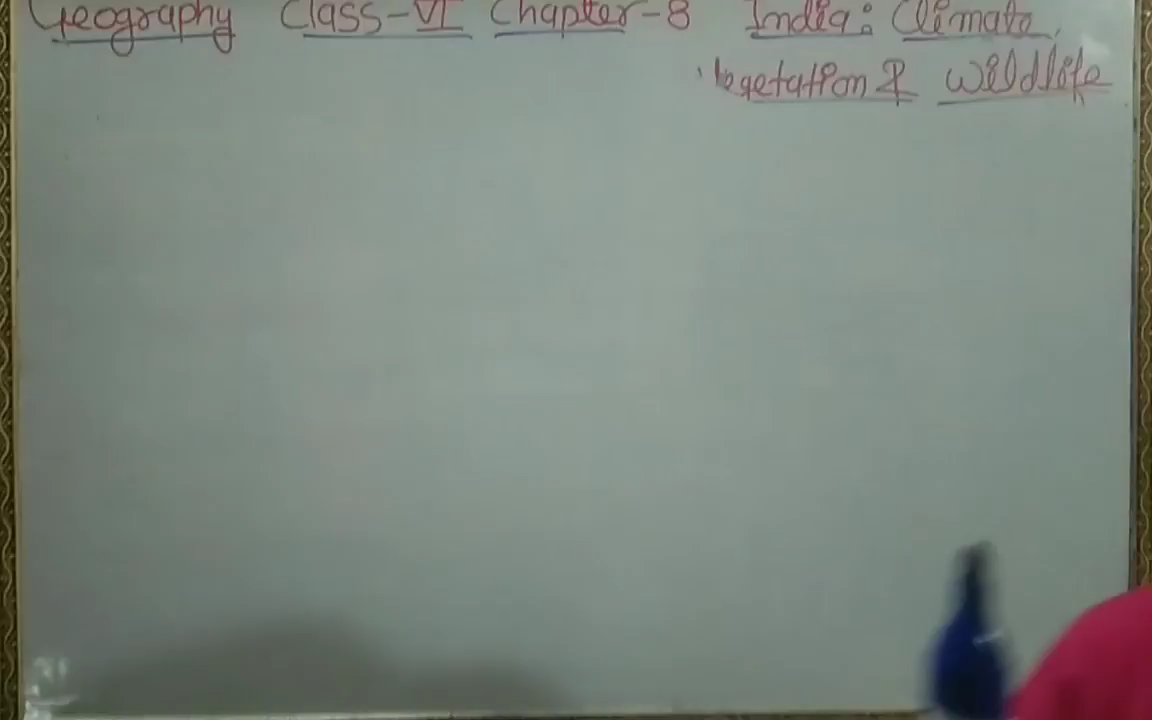 Geography Class-VI Chapter-8 India: Climate,
Vegetation & Wildlife